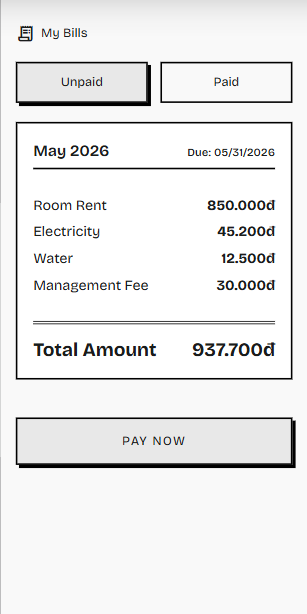 My Bills
Unpaid Paid
May 2026 Due: 05/31/2026
Room Rent 850.000đ
Electricity 45.200đ
Water 12.500đ
Management Fee 30.000đ
Total Amount 937.700đ
PAY NOW